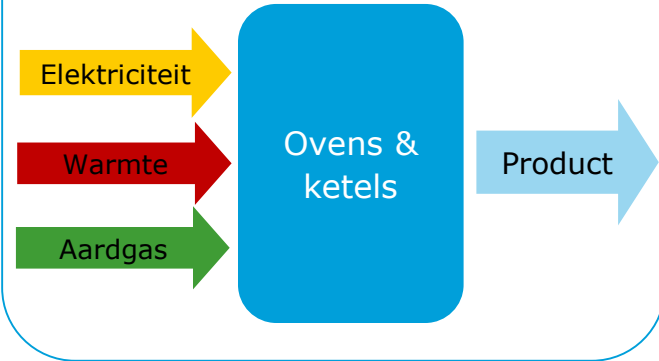 Elektriciteit
Warmte
Aardgas
Ovens &
ketels
Product